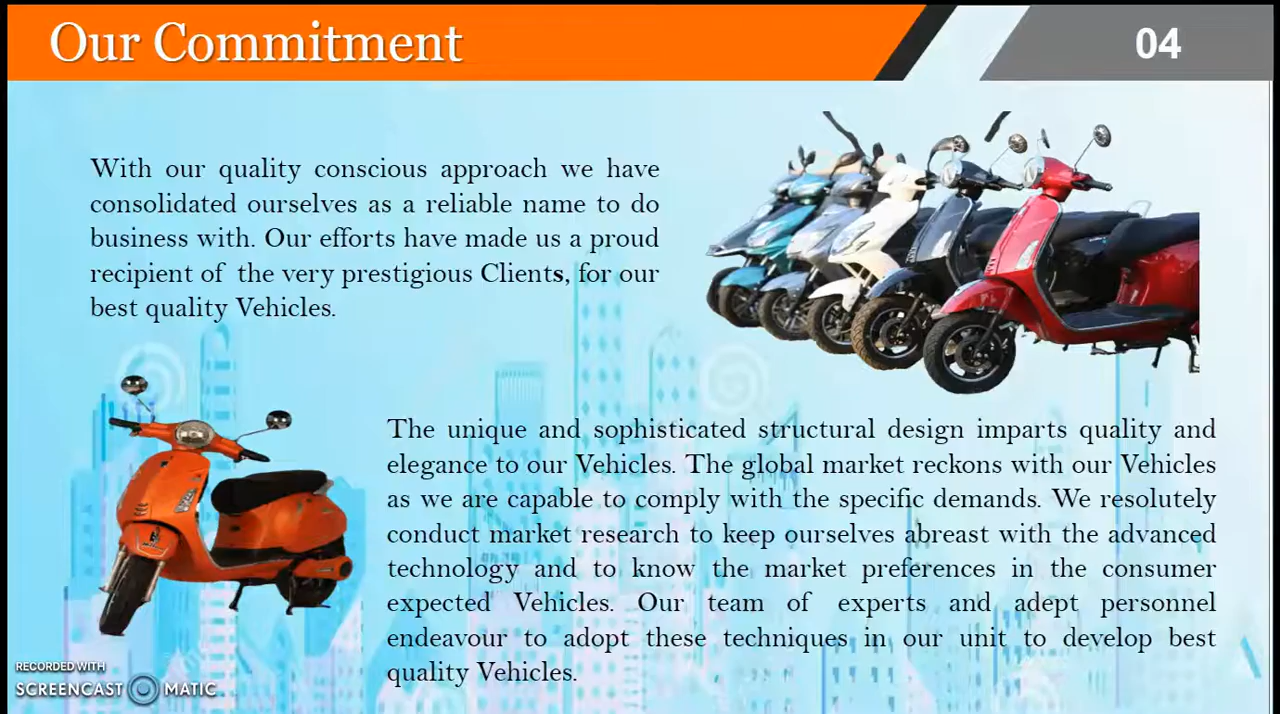 Our Commitment
04
With our quality conscious approach we have
consolidated ourselves as a reliable name to do
business with. Our efforts have made us a proud
recipient of the very prestigious Clients, for our
best quality Vehicles.
The unique and sophisticated structural design imparts quality and
elegance to our Vehicles. The global market reckons with our Vehicles
as we are capable to comply with the specific demands. We resolutely
conduct market research to keep ourselves abreast with the advanced
technology and to know the market preferences in the consumer
expected Vehicles. Our team of experts and adept personnel
endeavour to adopt these techniques in our unit to develop best
quality Vehicles.
RECORDED WITH
SCREENCAST MATIC